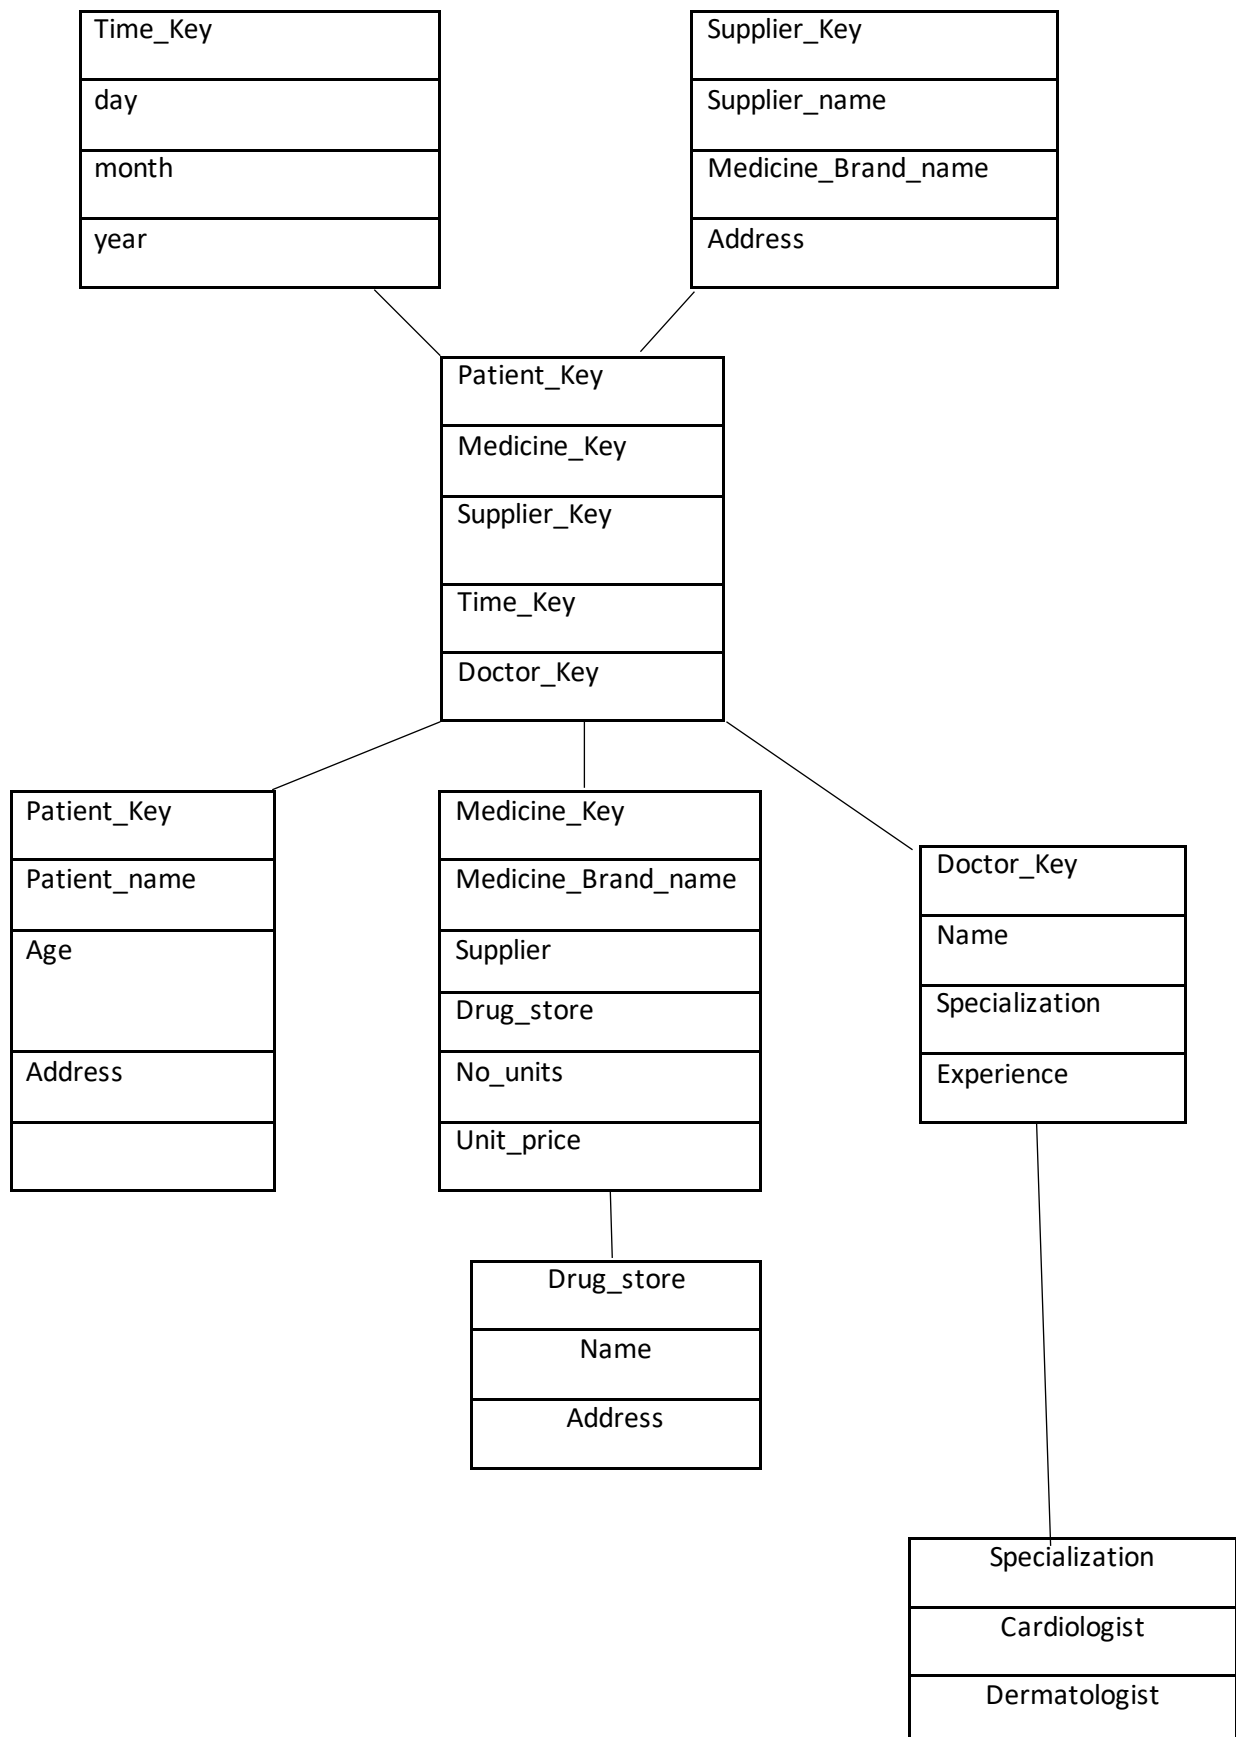 Time_Key
day
month
year
Supplier_Key
Supplier_name
Medicine_Brand_name
Address
Patient_Key
Medicine_Key
Supplier_Key
Time_Key
Doctor_Key
Patient_Key
Patient_name
Age
Address
Medicine_Key
Medicine_Brand_name
Supplier
Drug_store
No_units
Unit_price
Doctor_Key
Name
Specialization
Experience
Drug_store
Name
Address
Specialization
Cardiologist
Dermatologist